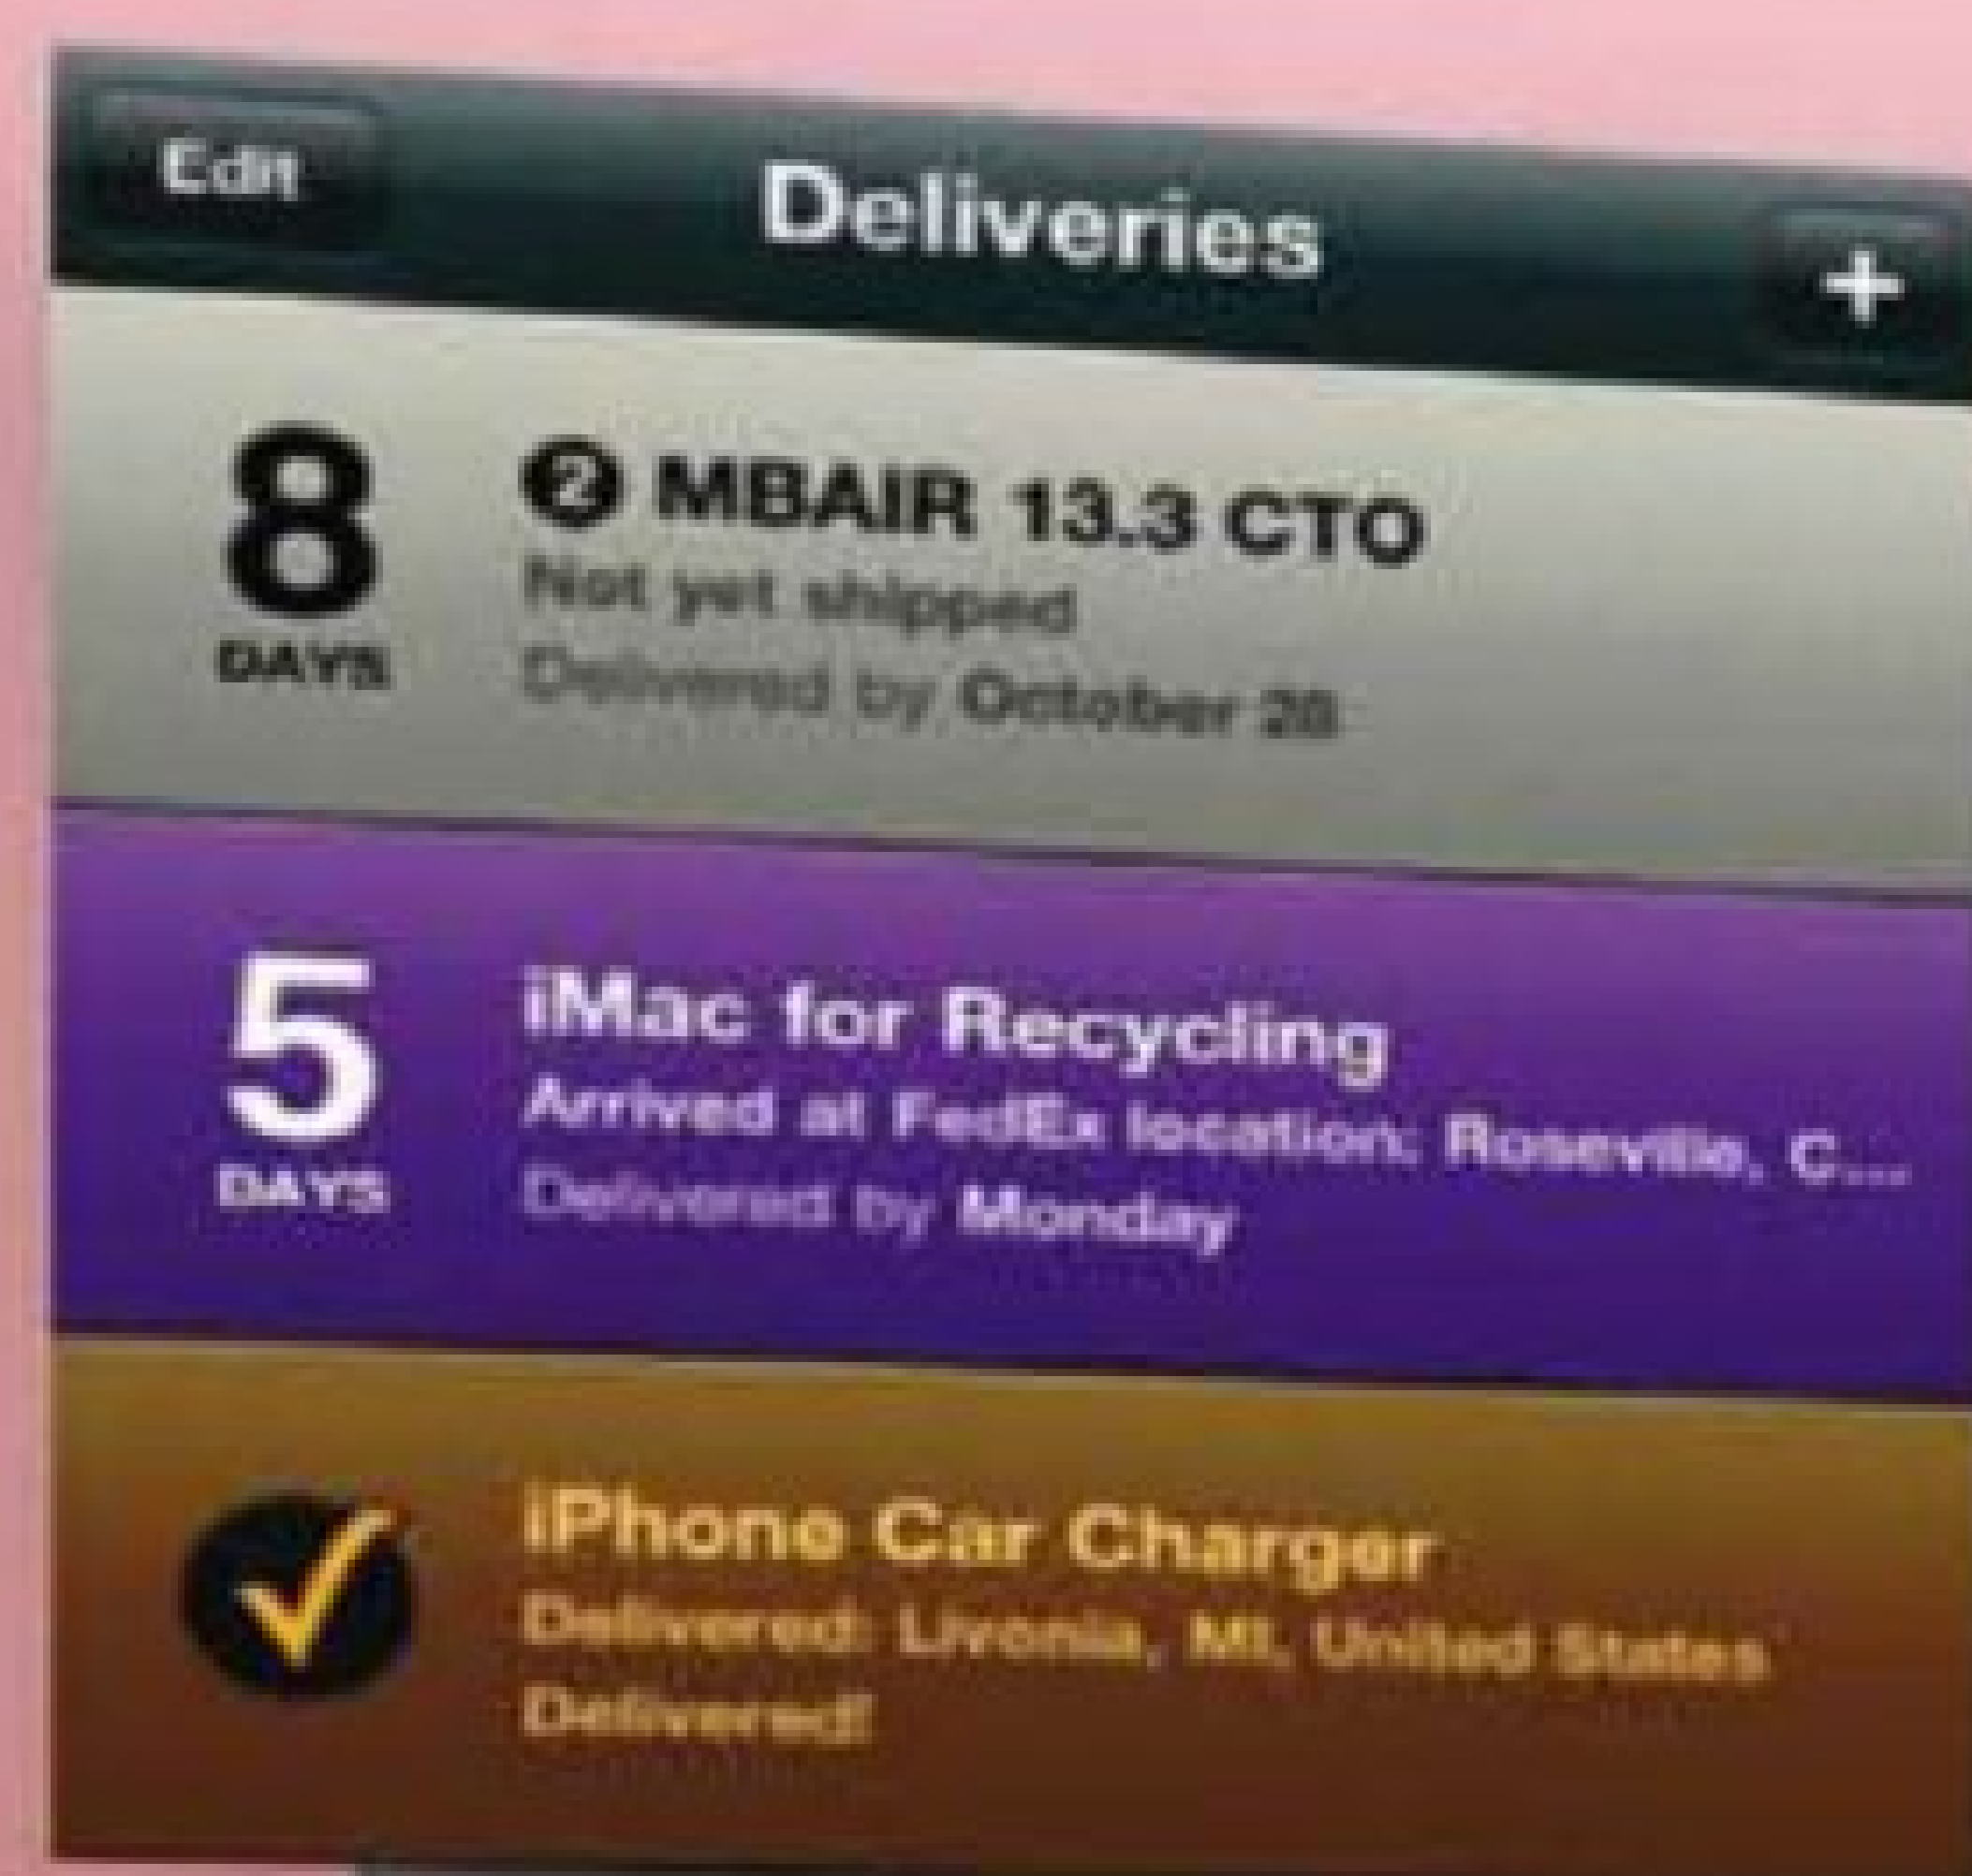 Edit
Deliveries
+
8
DAYS
2 MBAIR 13.3 CTO
Not yet shipped
Delivered by October 28
5
DAYS
iMac for Recycling
Arrived at FedEx location: Roseville, C...
Delivered by Monday
iPhone Car Charger
Delivered: Livonia, MI, United States
Delivered!